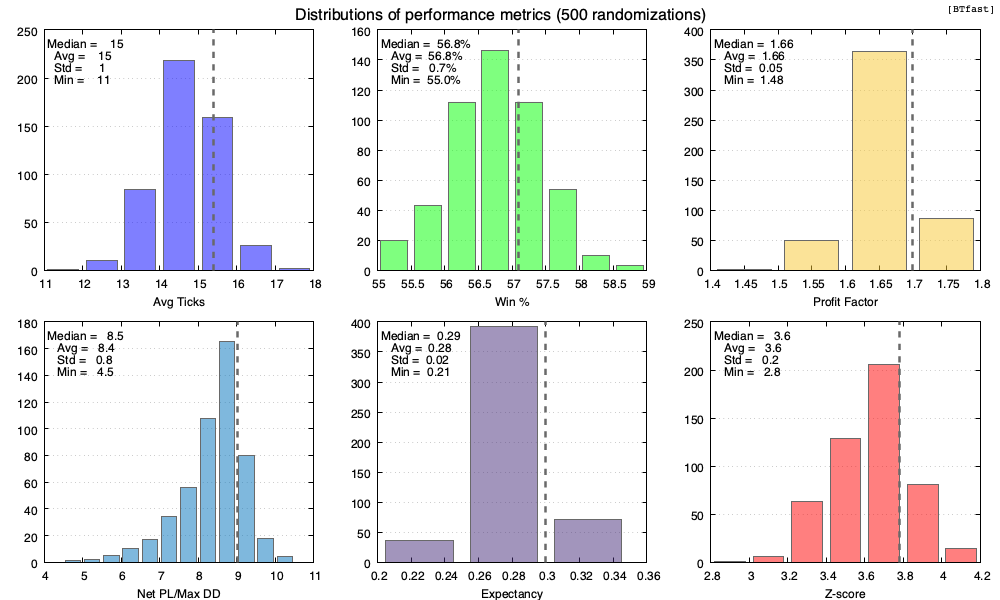 Distributions of performance metrics (500 randomizations)
[BTfast]
250
200
150
100
50
0
Median = 15
Avg = 15
Std = 1
Min = 11
11 12 13 14 15 16 17 18
Avg Ticks
160
140
120
100
80
60
40
20
0
Median = 56.8%
Avg = 56.8%
Std = 0.7%
Min = 55.0%
55 55.5 56 56.5 57 57.5 58 58.5 59
Win %
400
350
300
250
200
150
100
50
0
Median = 1.66
Avg = 1.66
Std = 0.05
Min = 1.48
1.4 1.45 1.5 1.55 1.6 1.65 1.7 1.75 1.8
Profit Factor
180
160
140
120
100
80
60
40
20
0
Median = 8.5
Avg = 8.4
Std = 0.8
Min = 4.5
4 5 6 7 8 9 10 11
Net PL/Max DD
400
350
300
250
200
150
100
50
0
Median = 0.29
Avg = 0.28
Std = 0.02
Min = 0.21
0.2 0.22 0.24 0.26 0.28 0.3 0.32 0.34 0.36
Expectancy
250
200
150
100
50
0
Median = 3.6
Avg = 3.6
Std = 0.2
Min = 2.8
2.8 3 3.2 3.4 3.6 3.8 4 4.2
Z-score